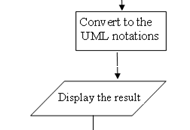 Convert to the
UML notations
Display the result